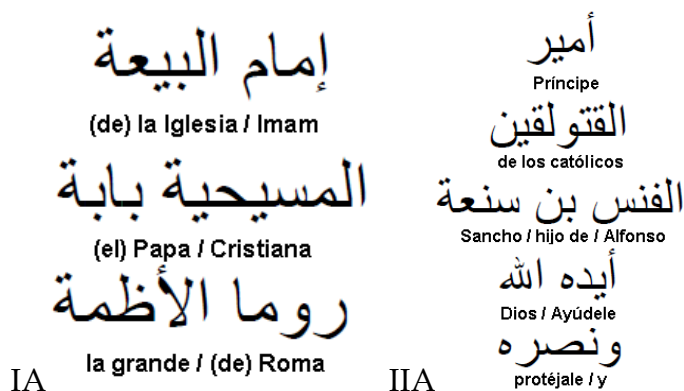 إمام البيعة
(de) la Iglesia / Imam
المسيحية بابة
(el) Papa / Cristiana
روما الأظمة
la grande / (de) Roma
IA
أمير
Príncipe
القتولقين
de los católicos
الفنس بن سنعة
Sancho / hijo de / Alfonso
أيده الله
Dios / Ayúdele
ونصره
protéjale / y
IIA